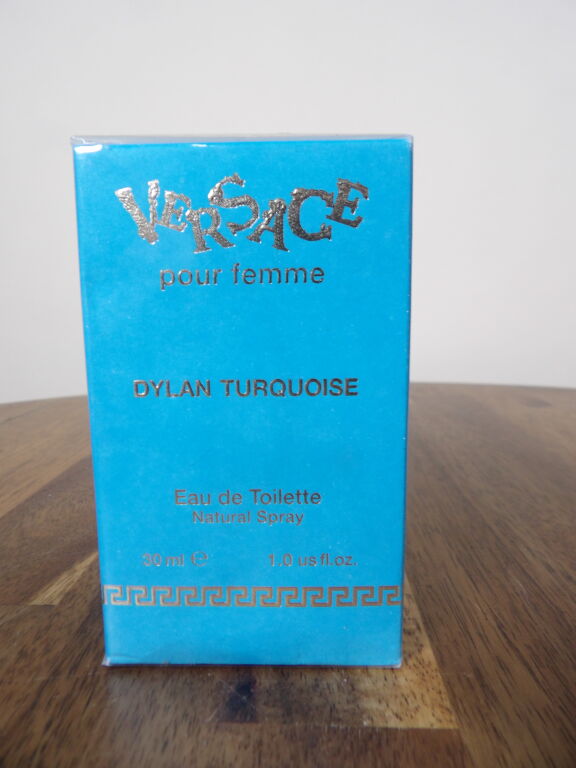 VERSACE
pour femme
DYLAN TURQUOISE
Eau de Toilette
Natural Spray
30 ml ℮ 1.0 us fl.oz.